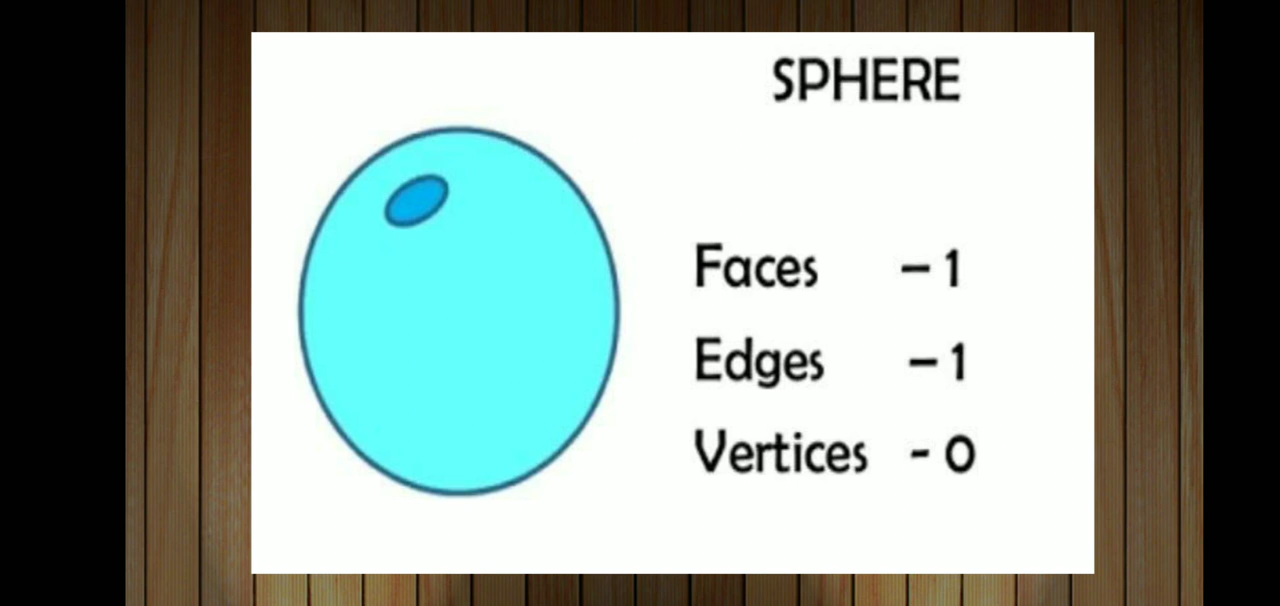 SPHERE
Faces – 1
Edges – 1
Vertices - 0